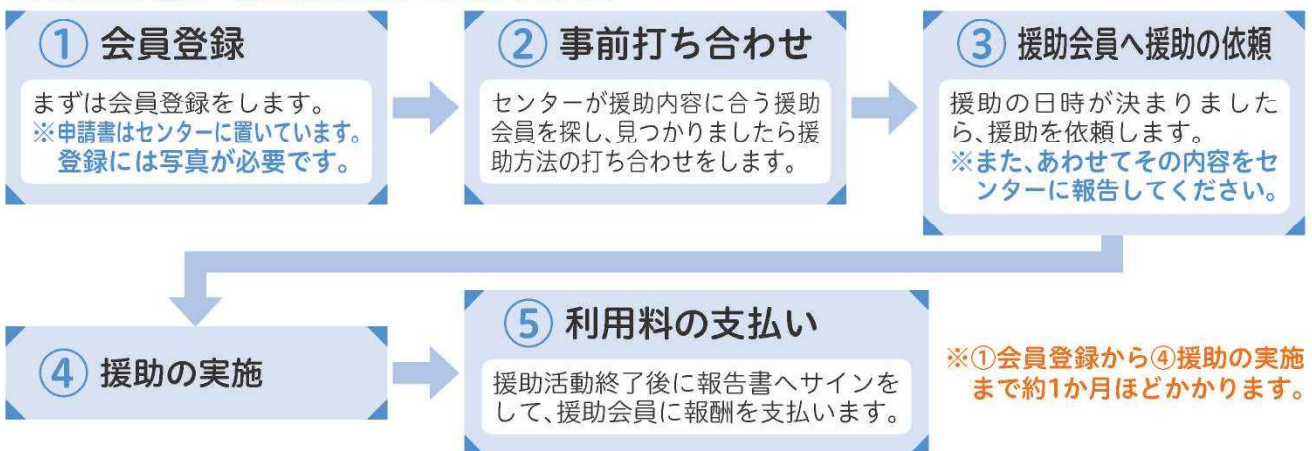 ① 会員登録
まずは会員登録をします。
※申請書はセンターに置いています。
登録には写真が必要です。
② 事前打ち合わせ
センターが援助内容に合う援助
会員を探し、見つかりましたら援
助方法の打ち合わせをします。
③ 援助会員へ援助の依頼
援助の日時が決まりました
ら、援助を依頼します。
※また、あわせてその内容をセ
ンターに報告してください。
④ 援助の実施
⑤ 利用料の支払い
援助活動終了後に報告書へサインを
して、援助会員に報酬を支払います。
※①会員登録から④援助の実施
まで約1か月ほどかかります。